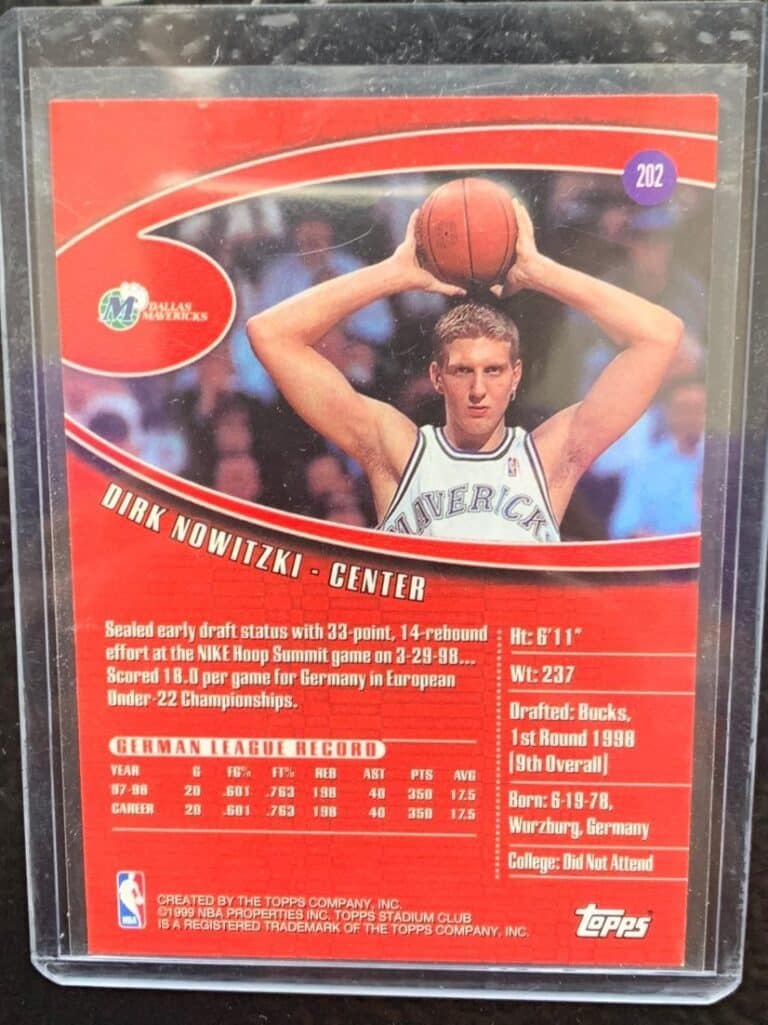 202
M DALLAS
MAVERICKS
MAVERICK
DIRK NOWITZKI - CENTER
Sealed early draft status with 33-point, 14-rebound
effort at the NIKE Hoop Summit game on 3-29-98...
Scored 18.0 per game for Germany in European
Under-22 Championships.
GERMAN LEAGUE RECORD
YEAR G FG% FT% REB AST PTS AVG
97-98 20 .601 .763 198 40 350 17.5
CAREER 20 .601 .763 198 40 350 17.5
Ht: 6'11"
Wt: 237
Drafted: Bucks,
1st Round 1998
(9th Overall)
Born: 6-19-78,
Wurzburg, Germany
College: Did Not Attend
NBA
CREATED BY THE TOPPS COMPANY, INC.
©1999 NBA PROPERTIES INC. TOPPS STADIUM CLUB
IS A REGISTERED TRADEMARK OF THE TOPPS COMPANY, INC.
topps